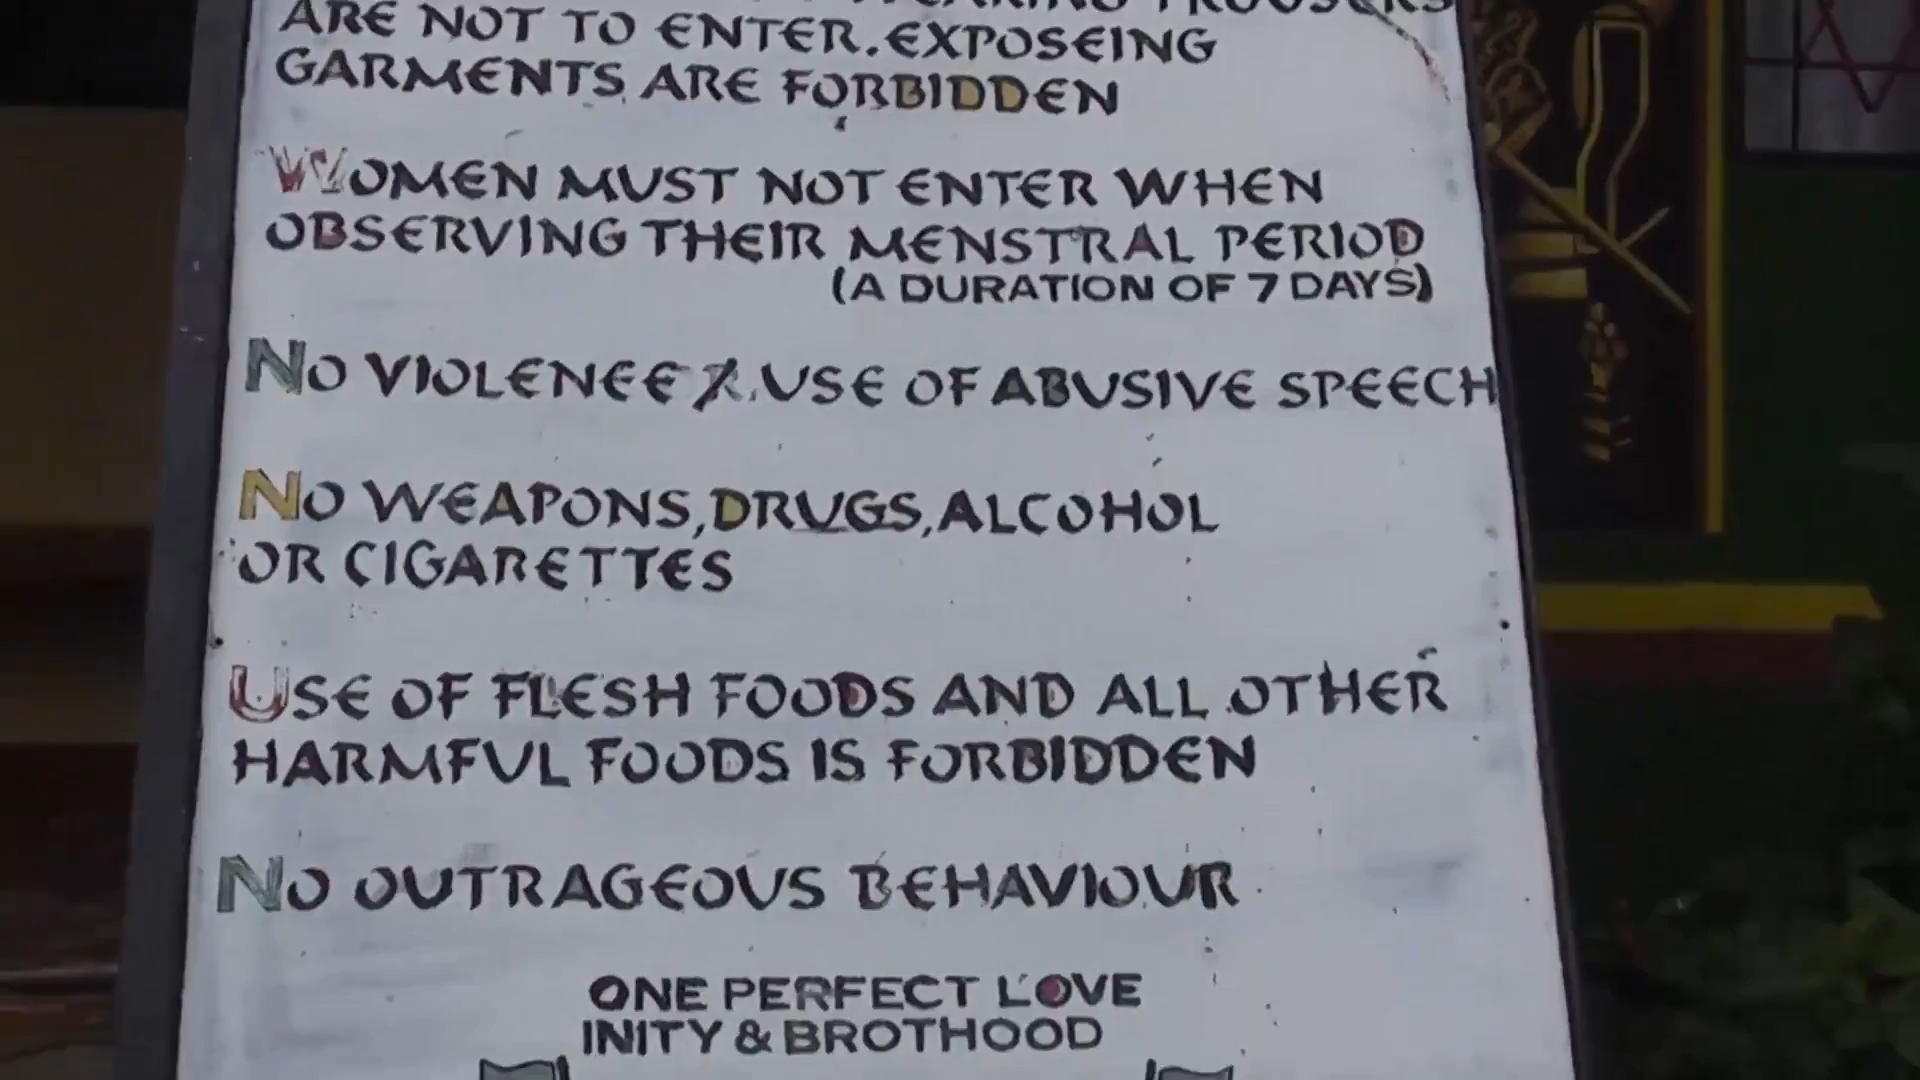 TROUSERS
ARE NOT TO ENTER.EXPOSEING
GARMENTS ARE FORBIDDEN
WOMEN MUST NOT ENTER WHEN
OBSERVING THEIR MENSTRAL PERIOD
(A DURATION OF 7 DAYS)
NO VIOLENEE &.USE OF ABUSIVE SPEECH
NO WEAPONS,DRUGS,ALCOHOL
OR CIGARETTES
USE OF FLESH FOODS AND ALL OTHER
HARMFUL FOODS IS FORBIDDEN
NO OUTRAGEOUS BEHAVIOUR
ONE PERFECT LOVE
INITY & BROTHOOD